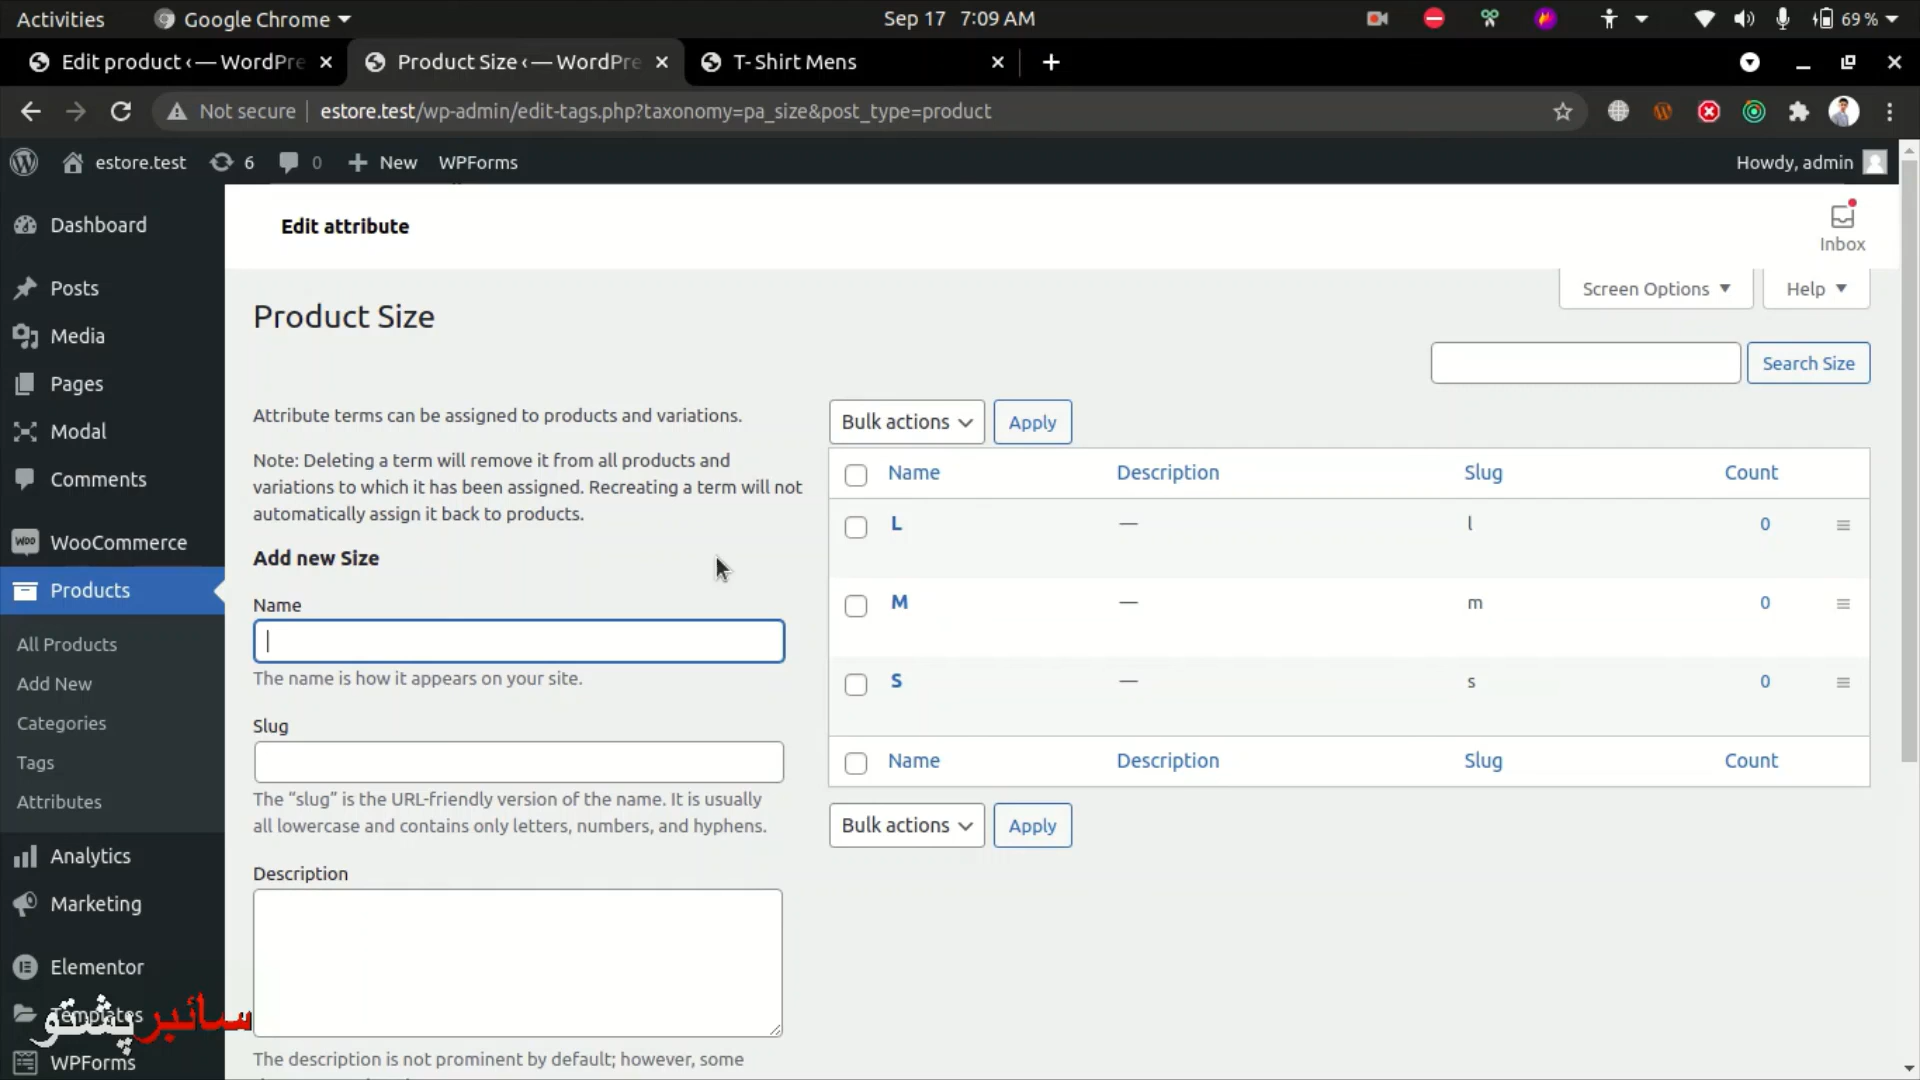 Activities
Google Chrome
Sep 17 7:09 AM
69 %
Edit product ‹ — WordPre
Product Size ‹ — WordPre
T- Shirt Mens
Not secure
estore.test/wp-admin/edit-tags.php?taxonomy=pa_size&post_type=product
estore.test
6
0
New
WPForms
Howdy, admin
Dashboard
Posts
Media
Pages
Modal
Comments
WooCommerce
Products
All Products
Add New
Categories
Tags
Attributes
Analytics
Marketing
Elementor
Templates
WPForms
سائبر پشتو
Edit attribute
Inbox
Screen Options
Help
Product Size
Search Size
Attribute terms can be assigned to products and variations.
Note: Deleting a term will remove it from all products and
variations to which it has been assigned. Recreating a term will not
automatically assign it back to products.
Add new Size
Name
The name is how it appears on your site.
Slug
The “slug” is the URL-friendly version of the name. It is usually
all lowercase and contains only letters, numbers, and hyphens.
Description
The description is not prominent by default; however, some
Bulk actions
Apply
Name Description Slug Count
L — l 0
M — m 0
S — s 0
Name Description Slug Count
Bulk actions
Apply